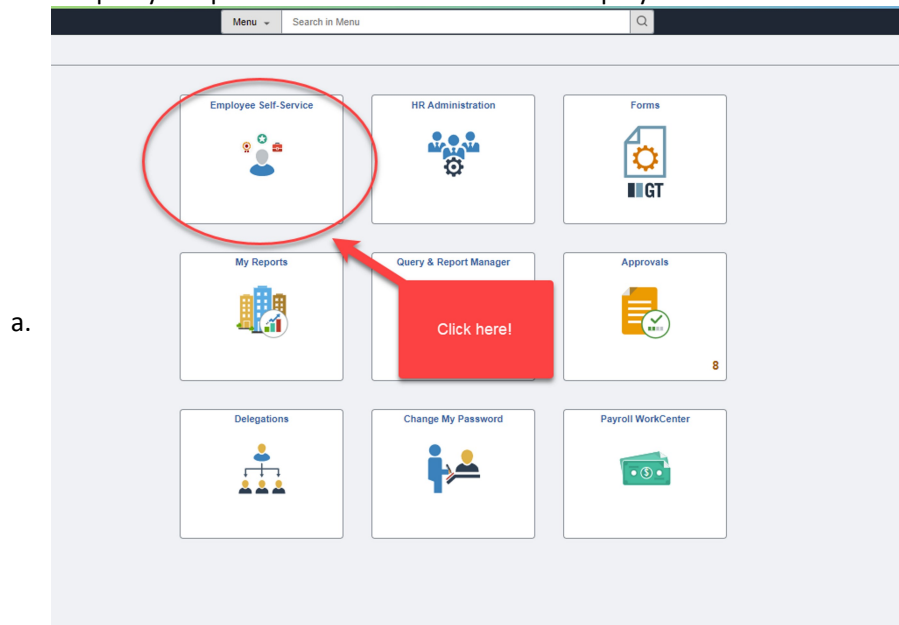 Menu Search in Menu
Employee Self-Service HR Administration Forms
GT
My Reports Query & Report Manager Approvals
a. Click here!
8
Delegations Change My Password Payroll WorkCenter
$